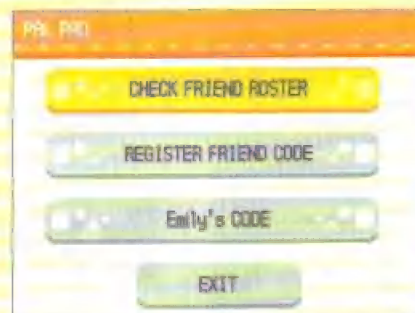 PAL PAD
CHECK FRIEND ROSTER
REGISTER FRIEND CODE
Emily's CODE
EXIT